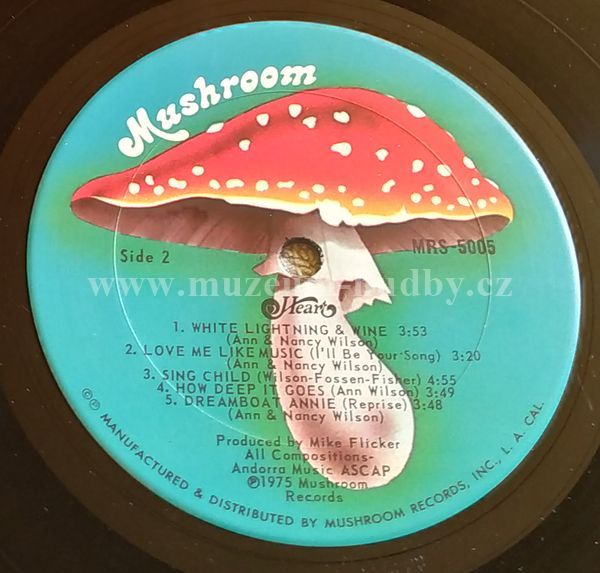 Mushroom
Side 2
MRS-5005
www.muzeum-hudby.cz
Heart
1. WHITE LIGHTNING & WINE 3:53
(Ann & Nancy Wilson)
2. LOVE ME LIKE MUSIC (I'll Be Your Song) 3:20
(Ann & Nancy Wilson)
3. SING CHILD (Wilson-Fossen-Fisher) 4:55
4. HOW DEEP IT GOES (Ann Wilson) 3:49
5. DREAMBOAT ANNIE (Reprise) 3:48
(Ann & Nancy Wilson)
Produced by Mike Flicker
All Compositions-
Andorra Music ASCAP
℗1975 Mushroom
Records
©℗ MANUFACTURED & DISTRIBUTED BY MUSHROOM RECORDS, INC., L. A. CAL.